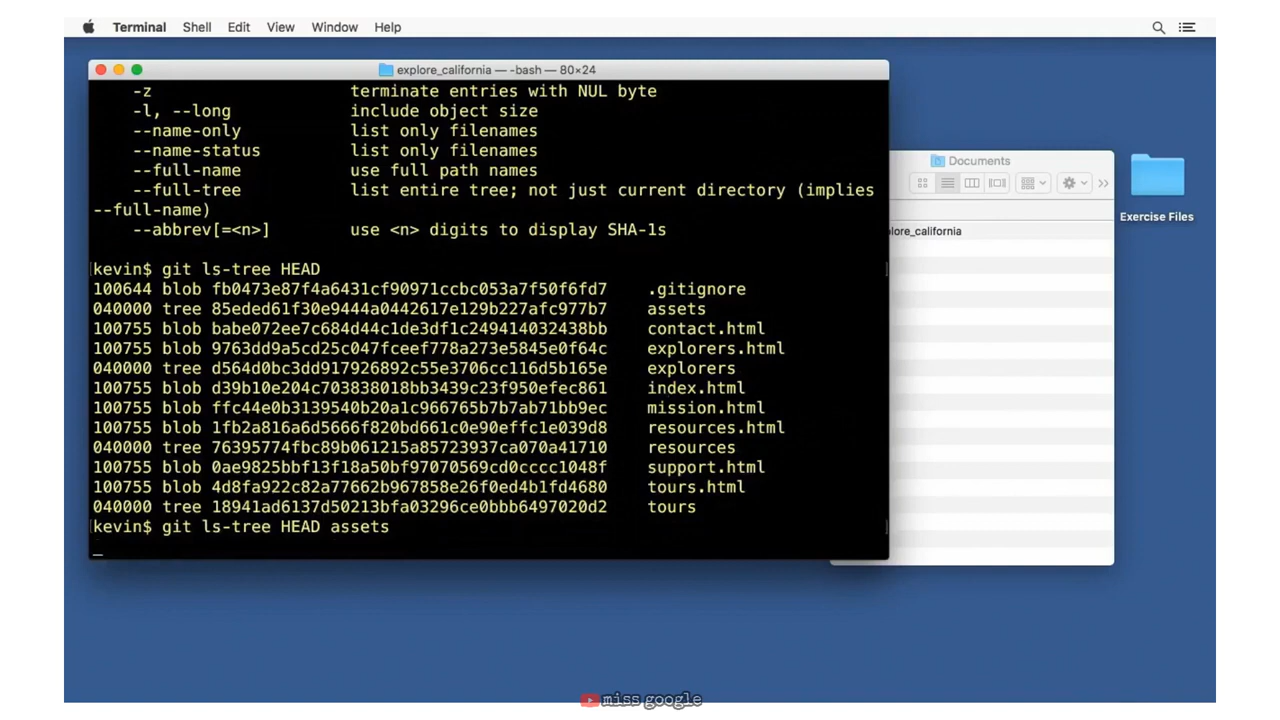 Terminal Shell Edit View Window Help
explore_california — -bash — 80×24
-z terminate entries with NUL byte
-l, --long include object size
--name-only list only filenames
--name-status list only filenames
--full-name use full path names
--full-tree list entire tree; not just current directory (implies
--full-name)
--abbrev[=<n>] use <n> digits to display SHA-1s
[kevin$ git ls-tree HEAD ]
100644 blob fb0473e87f4a6431cf90971ccbc053a7f50f6fd7 .gitignore
040000 tree 85eded61f30e9444a0442617e129b227afc977b7 assets
100755 blob babe072ee7c684d44c1de3df1c249414032438bb contact.html
100755 blob 9763dd9a5cd25c047fceef778a273e5845e0f64c explorers.html
040000 tree d564d0bc3dd917926892c55e3706cc116d5b165e explorers
100755 blob d39b10e204c703838018bb3439c23f950efec861 index.html
100755 blob ffc44e0b3139540b20a1c966765b7b7ab71bb9ec mission.html
100755 blob 1fb2a816a6d5666f820bd661c0e90effc1e039d8 resources.html
040000 tree 76395774fbc89b061215a85723937ca070a41710 resources
100755 blob 0ae9825bbf13f18a50bf97070569cd0cccc1048f support.html
100755 blob 4d8fa922c82a77662b967858e26f0ed4b1fd4680 tours.html
040000 tree 18941ad6137d50213bfa03296ce0bbb6497020d2 tours
[kevin$ git ls-tree HEAD assets ]
Documents
lore_california
Exercise Files
miss google